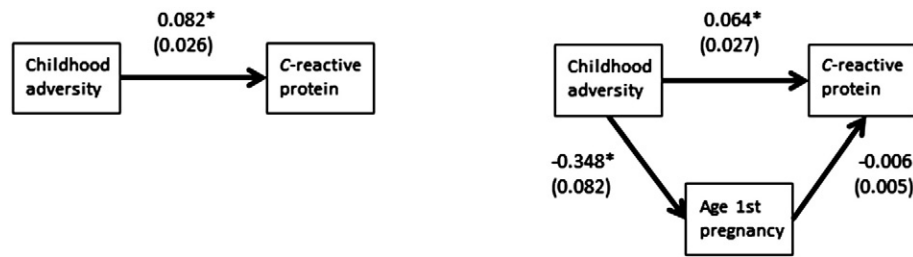 0.082*
(0.026)
Childhood
adversity
C-reactive
protein
0.064*
(0.027)
Childhood
adversity
C-reactive
protein
-0.348*
(0.082)
-0.006
(0.005)
Age 1st
pregnancy